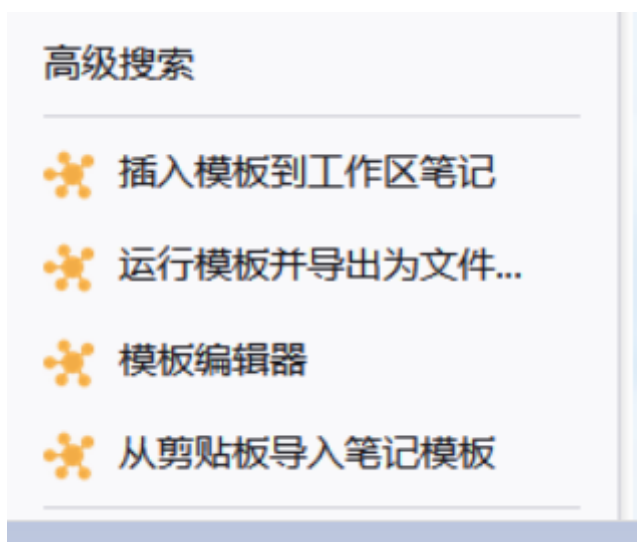 高级搜索
插入模板到工作区笔记
运行模板并导出为文件...
模板编辑器
从剪贴板导入笔记模板